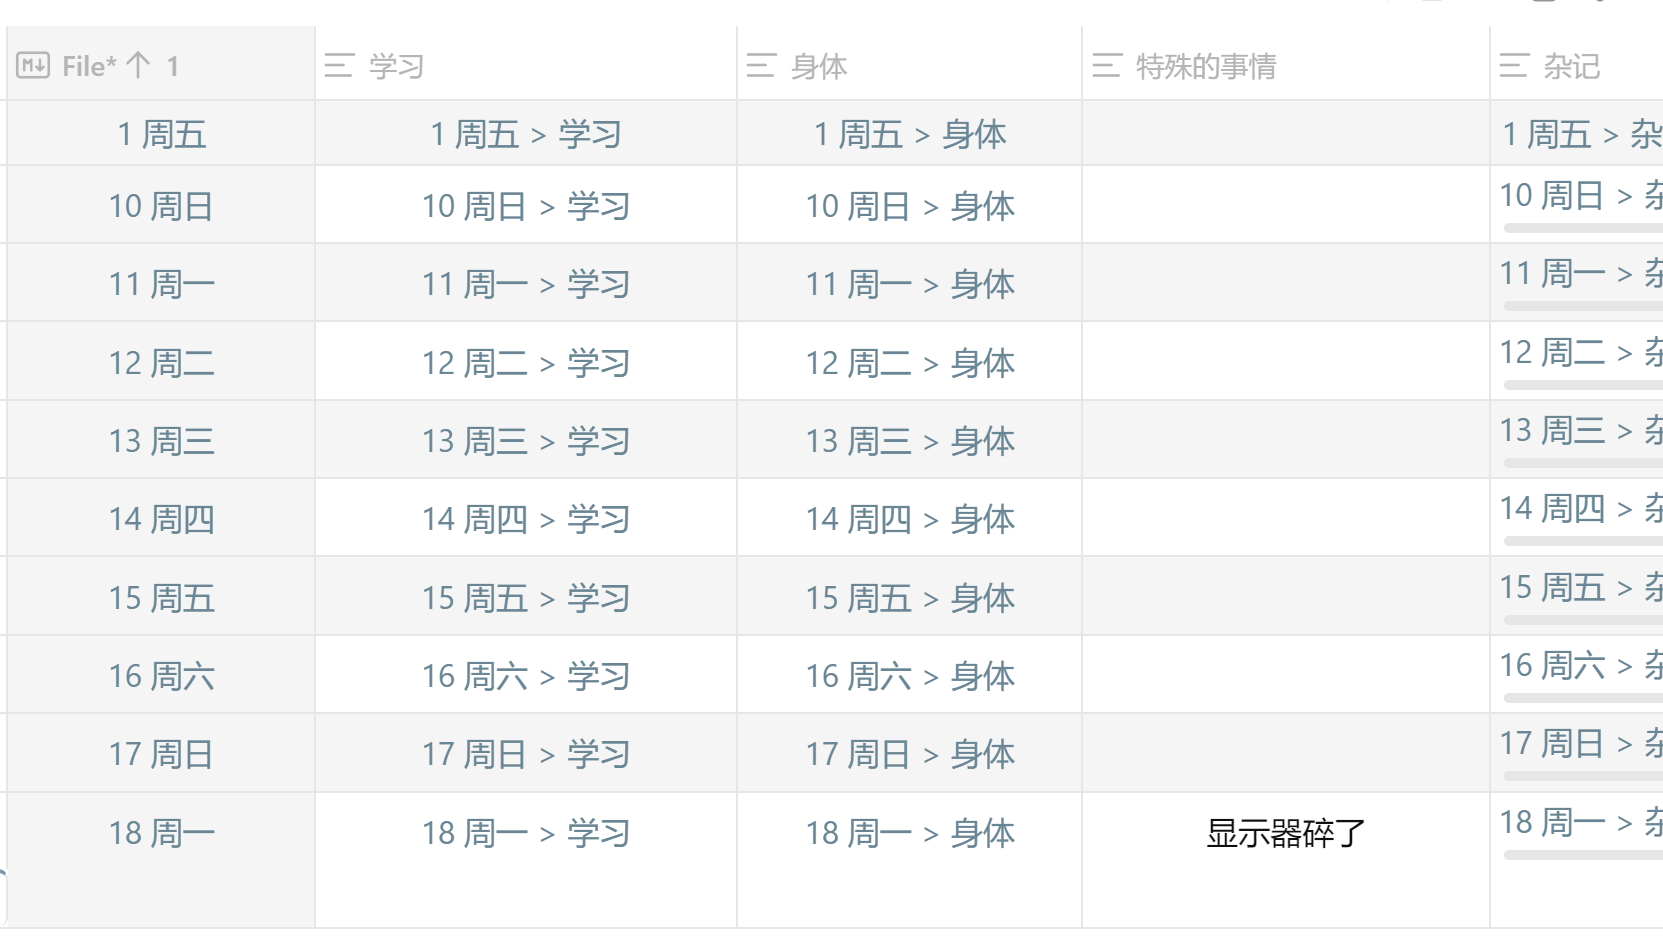 File* ↑ 1 学习 身体 特殊的事情 杂记
1 周五 1 周五 > 学习 1 周五 > 身体 1 周五 > 杂
10 周日 10 周日 > 学习 10 周日 > 身体 10 周日 >
11 周一 11 周一 > 学习 11 周一 > 身体 11 周一 >
12 周二 12 周二 > 学习 12 周二 > 身体 12 周二 >
13 周三 13 周三 > 学习 13 周三 > 身体 13 周三 >
14 周四 14 周四 > 学习 14 周四 > 身体 14 周四 >
15 周五 15 周五 > 学习 15 周五 > 身体 15 周五 >
16 周六 16 周六 > 学习 16 周六 > 身体 16 周六 >
17 周日 17 周日 > 学习 17 周日 > 身体 17 周日 >
18 周一 18 周一 > 学习 18 周一 > 身体 显示器碎了 18 周一 >